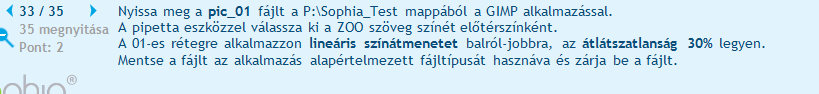 33 / 35
35 megnyitása
Pont: 2
Nyissa meg a pic_01 fájlt a P:\Sophia_Test mappából a GIMP alkalmazással.
A pipetta eszközzel válassza ki a ZOO szöveg színét előtérszínként.
A 01-es rétegre alkalmazzon lineáris színátmenetet balról-jobbra, az átlátszatlanság 30% legyen.
Mentse a fájlt az alkalmazás alapértelmezett fájltípusát használva és zárja be a fájlt.